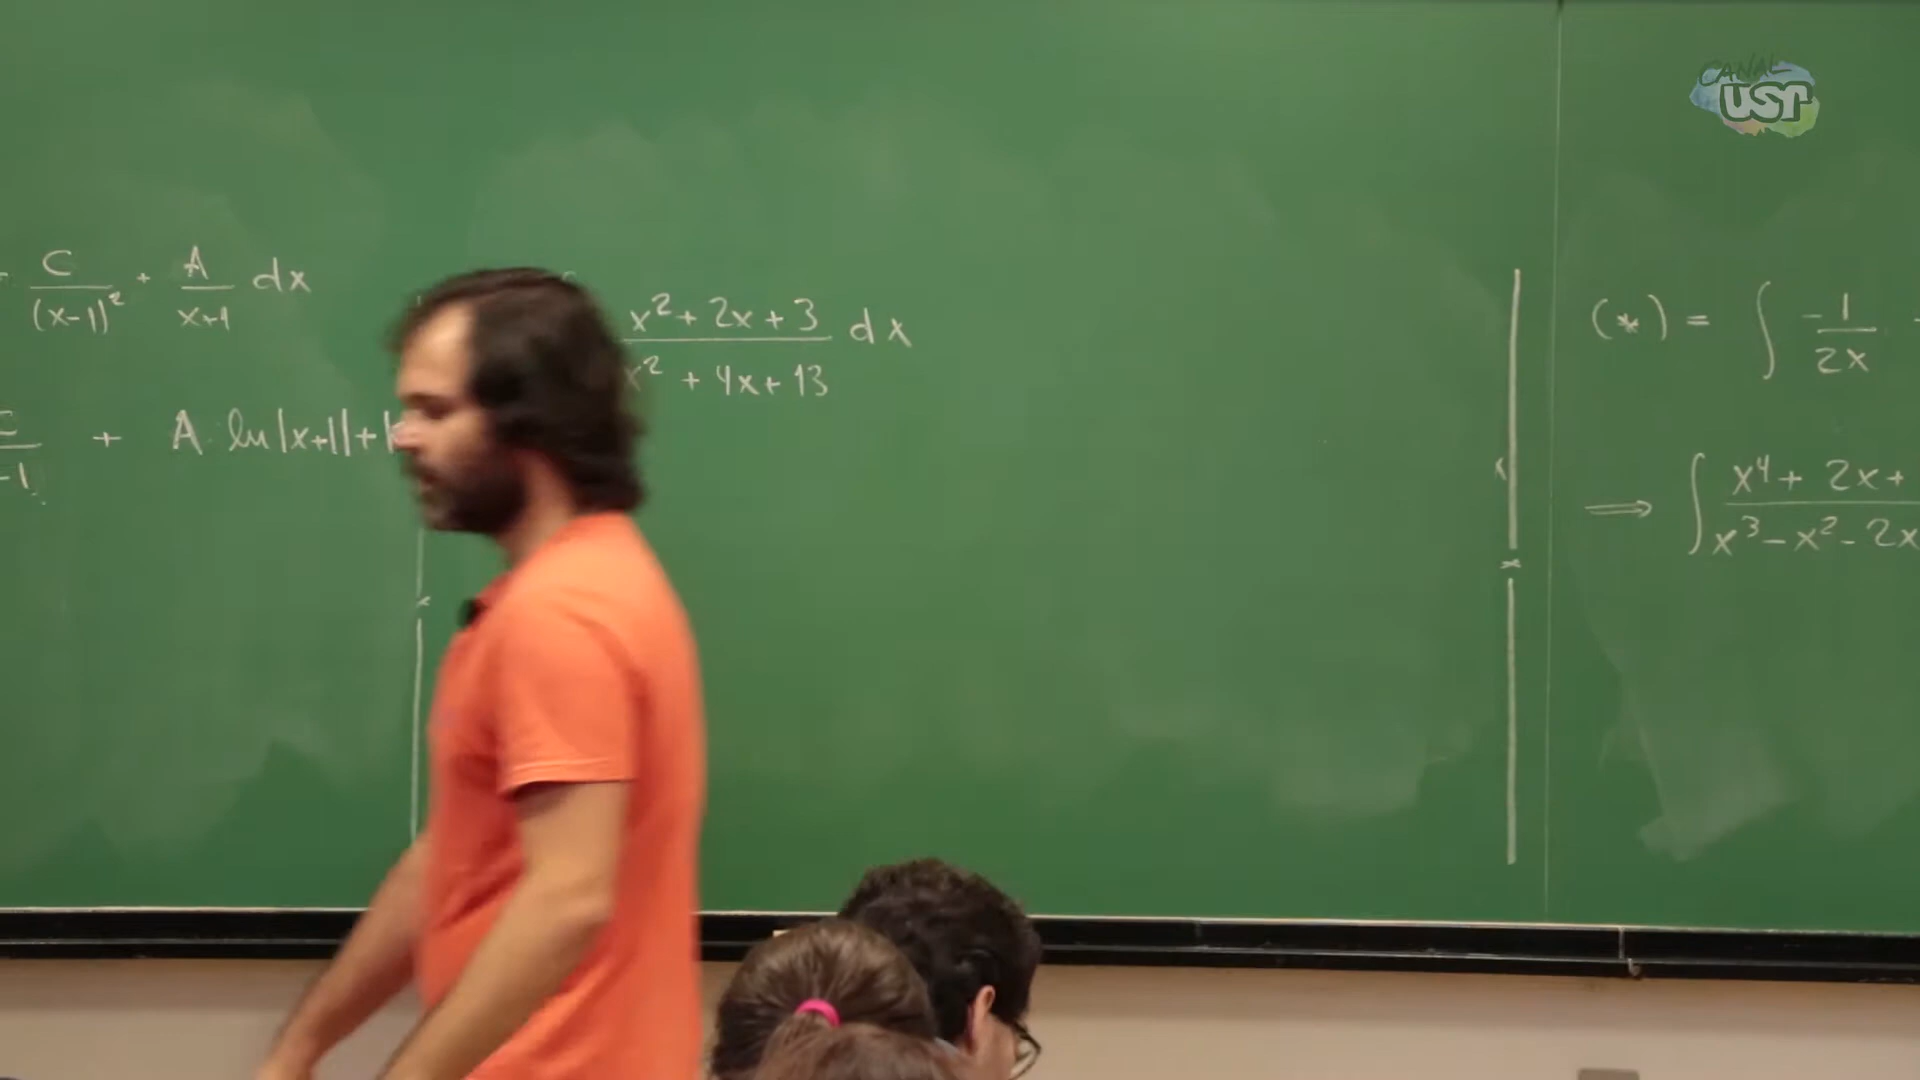 CANAL
USP
C/(x-1)² + A/(x+1) dx
+ A ln|x+1| +
x² + 2x + 3 dx
x² + 4x + 13
(*) = ∫ -1/2x
⟹ ∫ x⁴ + 2x +
x³ - x² - 2x